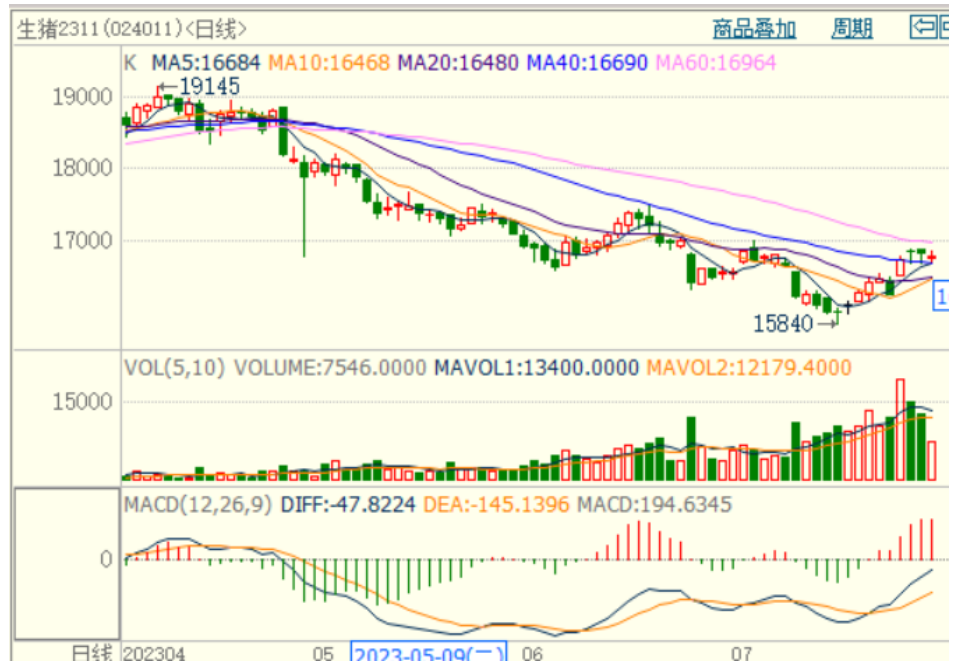 生猪2311(024011)<日线> 商品叠加 周期
K MA5:16684 MA10:16468 MA20:16480 MA40:16690 MA60:16964
19145
19000
18000
17000
1
15840
VOL(5,10) VOLUME:7546.0000 MAVOL1:13400.0000 MAVOL2:12179.4000
15000
MACD(12,26,9) DIFF:-47.8224 DEA:-145.1396 MACD:194.6345
0
日线 202304 05 2023-05-09(二) 06 07